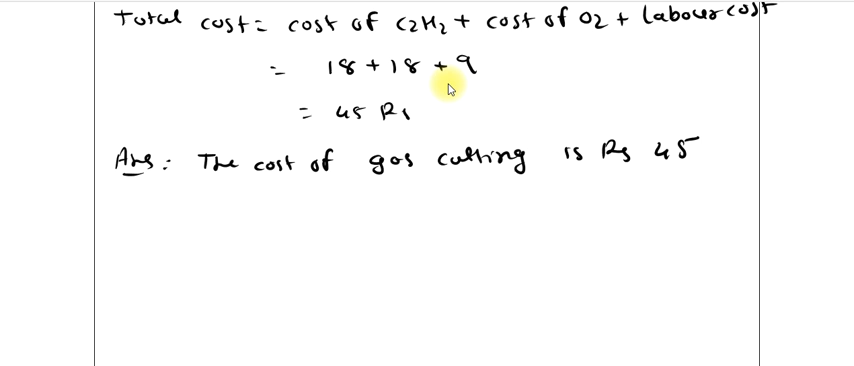 Total cost = cost of C2H2 + cost of O2 + labour cost
= 18 + 18 + 9
= 45 Rs
Ans : The cost of gas cutting is Rs 45